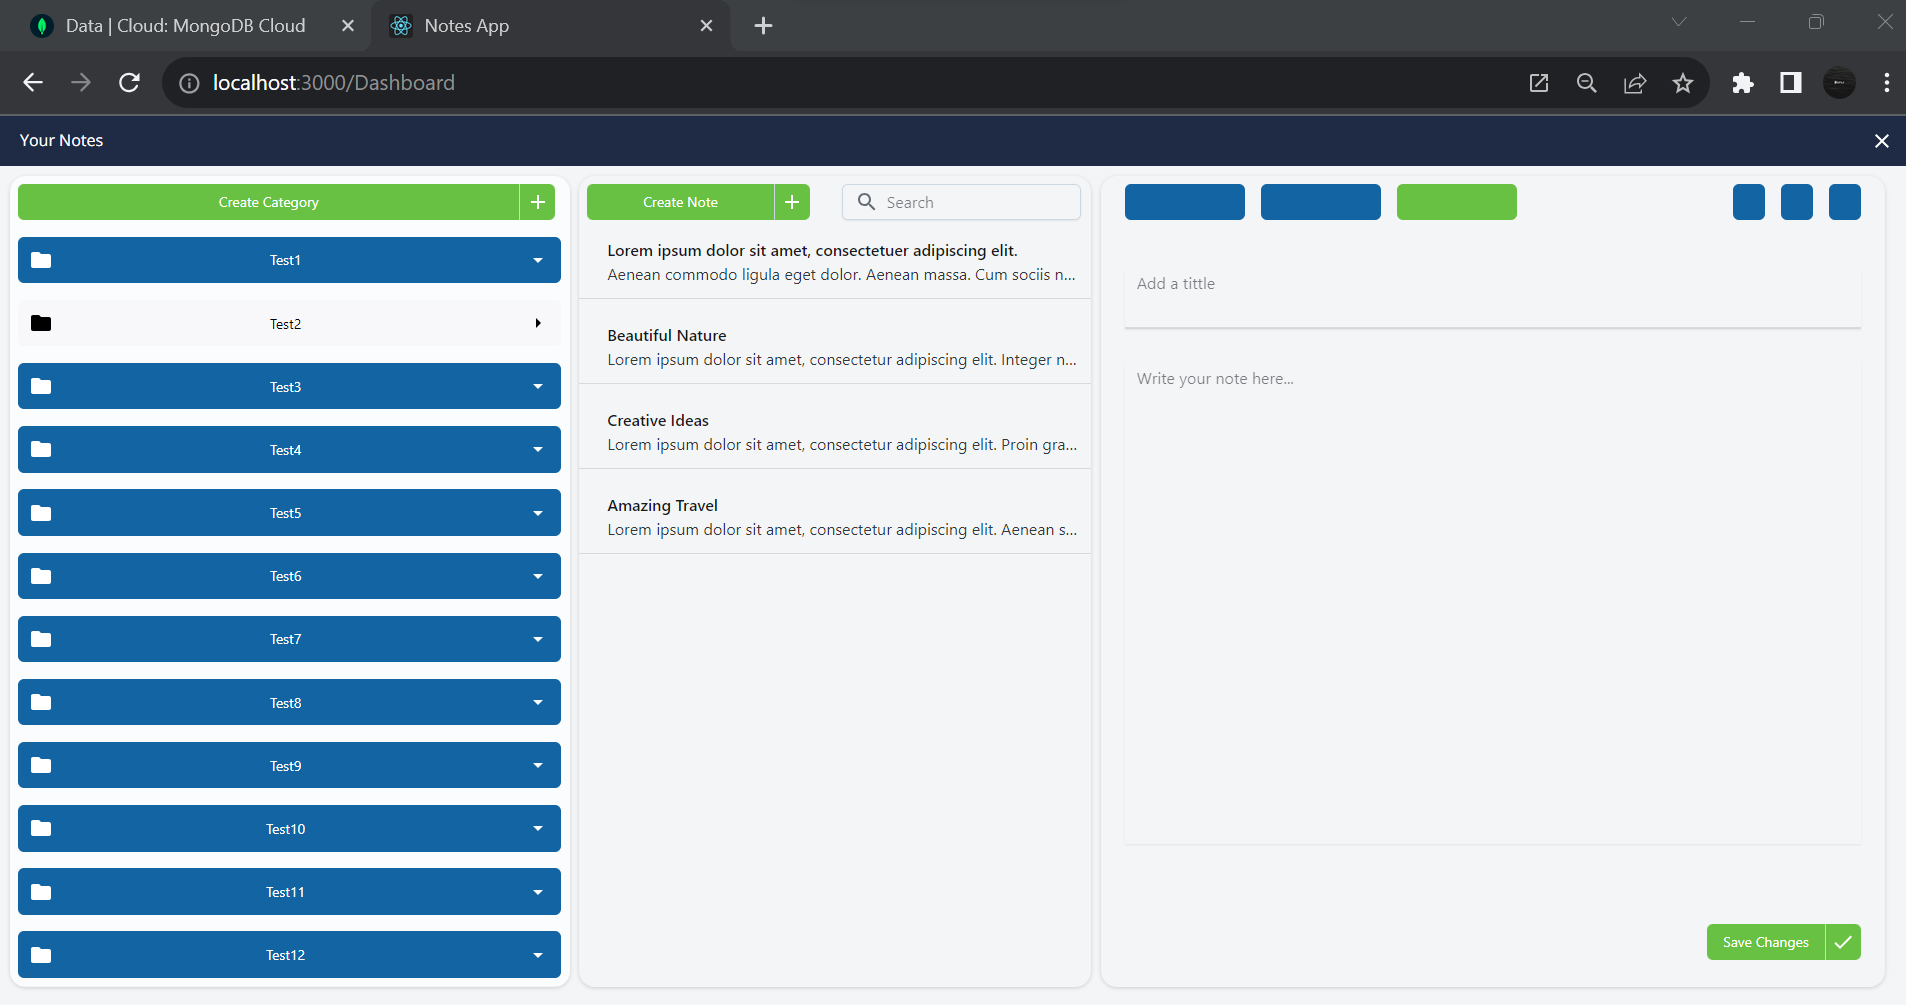 Data | Cloud: MongoDB Cloud
Notes App
localhost:3000/Dashboard
Your Notes
Create Category
Test1
Test2
Test3
Test4
Test5
Test6
Test7
Test8
Test9
Test10
Test11
Test12
Create Note
Search
Lorem ipsum dolor sit amet, consectetuer adipiscing elit.
Aenean commodo ligula eget dolor. Aenean massa. Cum sociis n...
Beautiful Nature
Lorem ipsum dolor sit amet, consectetur adipiscing elit. Integer n...
Creative Ideas
Lorem ipsum dolor sit amet, consectetur adipiscing elit. Proin gra...
Amazing Travel
Lorem ipsum dolor sit amet, consectetur adipiscing elit. Aenean s...
Add a tittle
Write your note here...
Save Changes